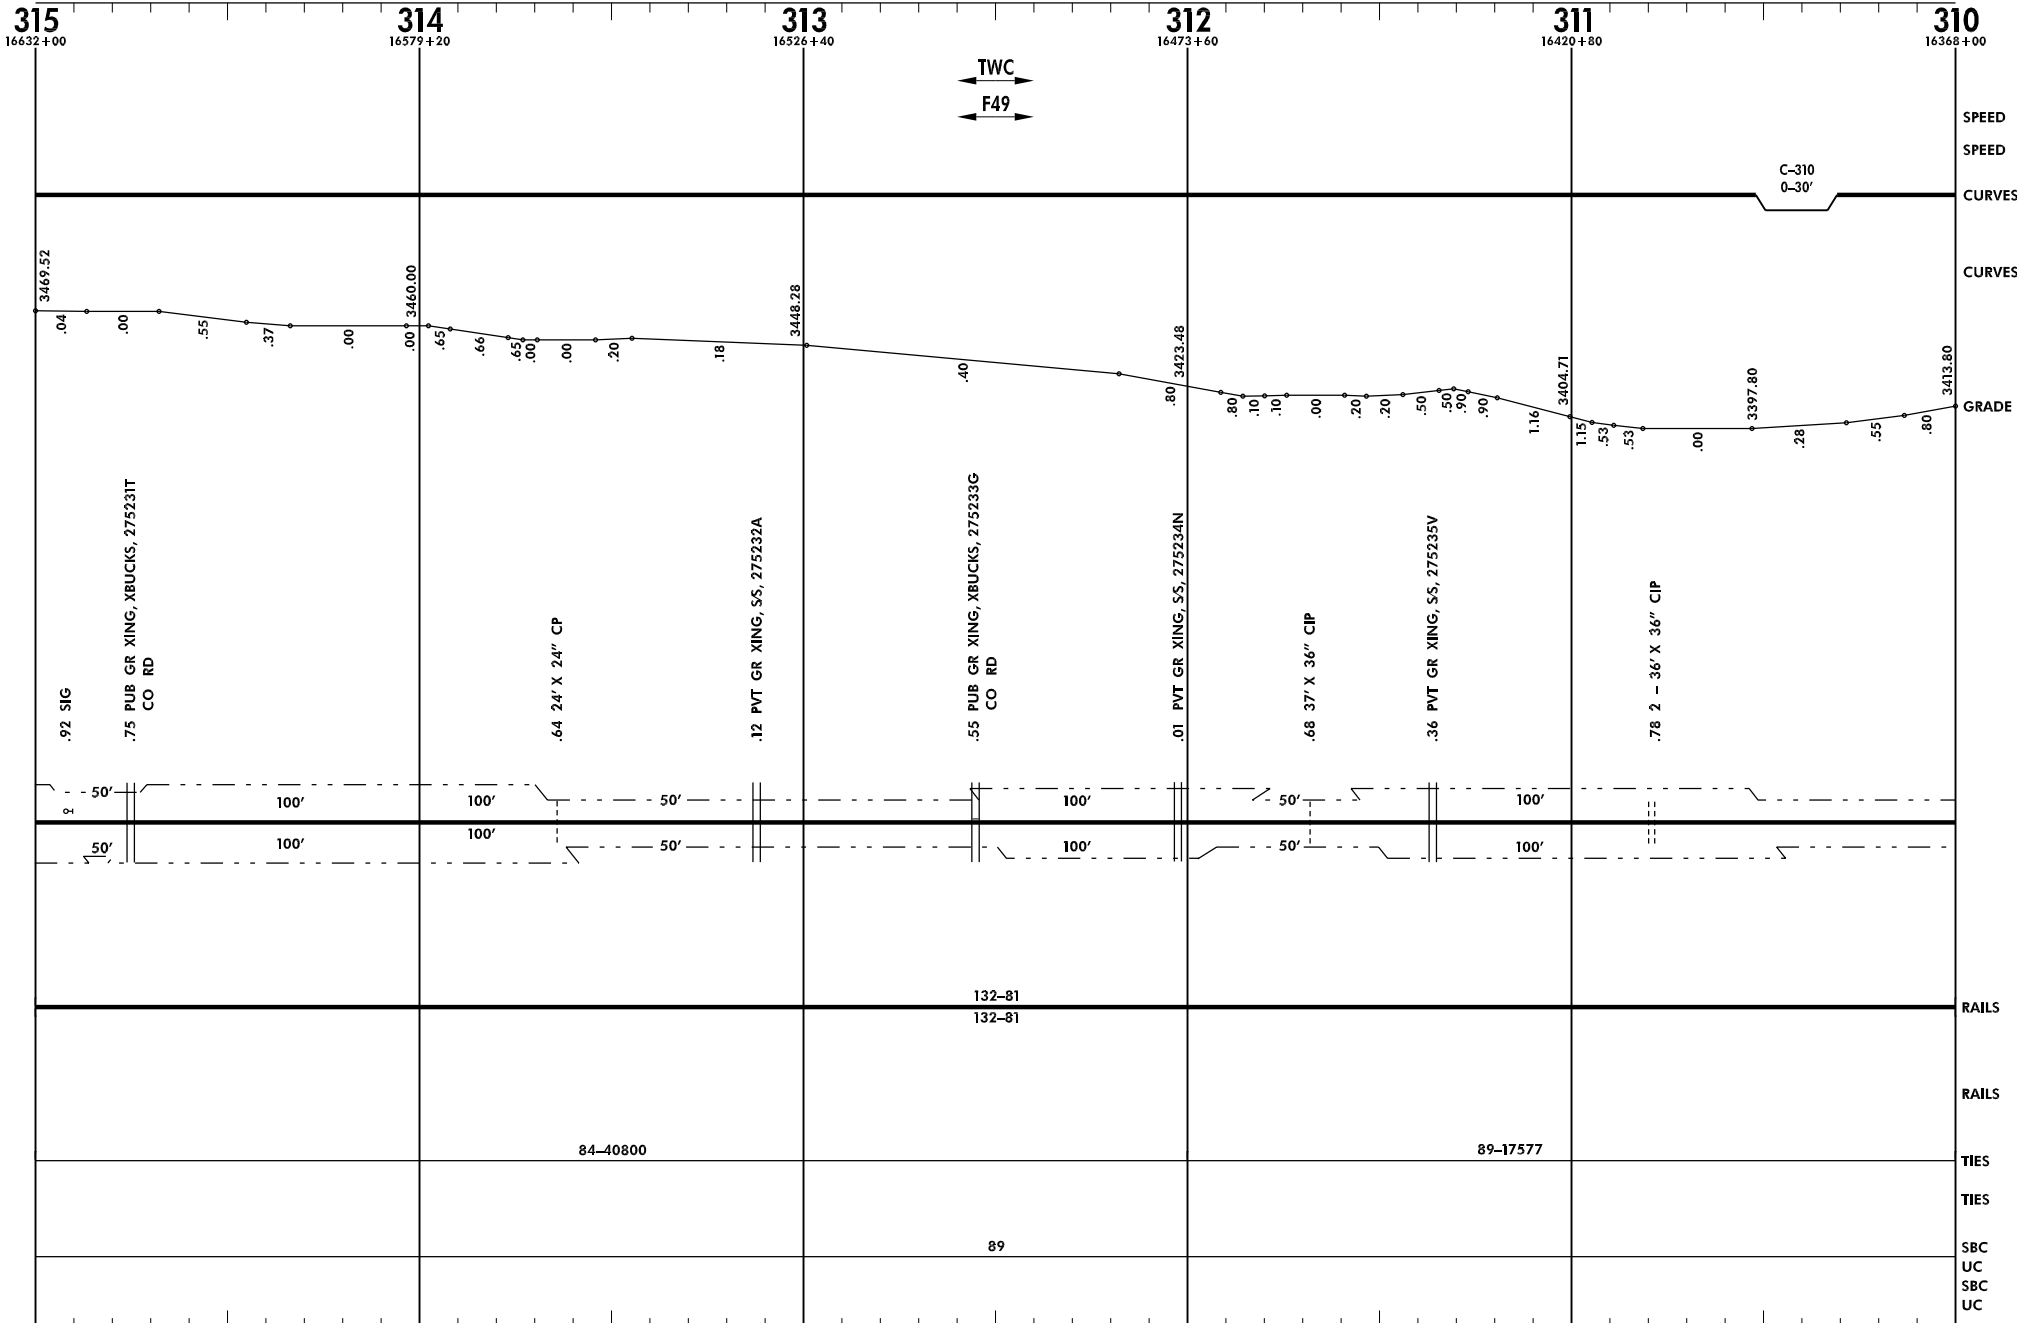 315 314 313 312 311 310
16632+00 16579+20 16526+40 16473+60 16420+80 16368+00
TWC
F49
SPEED
SPEED
C–310
0–30'
CURVES
CURVES
3469.52 3460.00 3448.28 3423.48 3404.71 3397.80 3413.80
GRADE
.04 .00 .55 .37 .00 .00 .65 .66 .65 .00 .00 .20 .18 .40 .80 .80 .10 .10 .00 .20 .20 .50 .50 .90 .90 1.16 1.15 .53 .53 .00 .28 .55 .80
.92 SIG
.75 PUB GR XING, XBUCKS, 275231T
CO RD
.64 24' X 24" CP
.12 PVT GR XING, S/S, 275232A
.55 PUB GR XING, XBUCKS, 275233G
CO RD
.01 PVT GR XING, S/S, 275234N
.68 37' X 36" CIP
.36 PVT GR XING, S/S, 275235V
.78 2 – 36' X 36" CIP
50' 100' 100' 50' 100' 50' 100'
50' 100' 100' 50' 100' 50' 100'
132–81
132–81
RAILS
RAILS
84–40800 89–17577
TIES
TIES
89
SBC
UC
SBC
UC